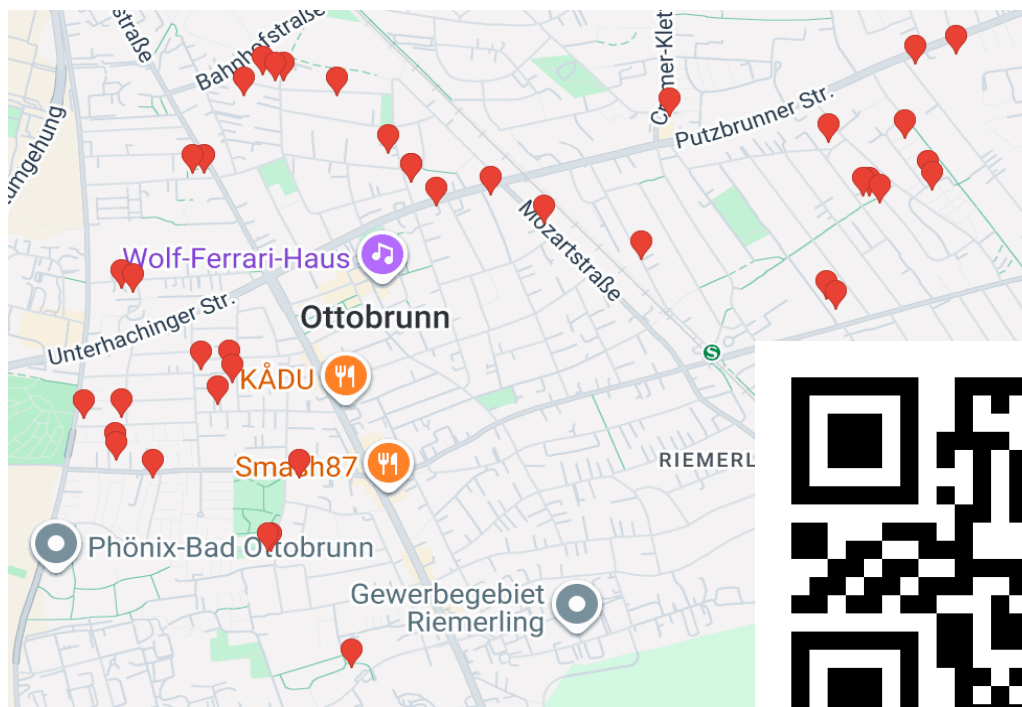 straße
Bahnhofstraße
Cramer-Klett
Putzbrunner Str.
umgehung
Wolf-Ferrari-Haus
Mozartstraße
Ottobrunn
Unterhachinger Str.
S
KÅDU
Smash87
RIEMERL
Phönix-Bad Ottobrunn
Gewerbegebiet
Riemerling